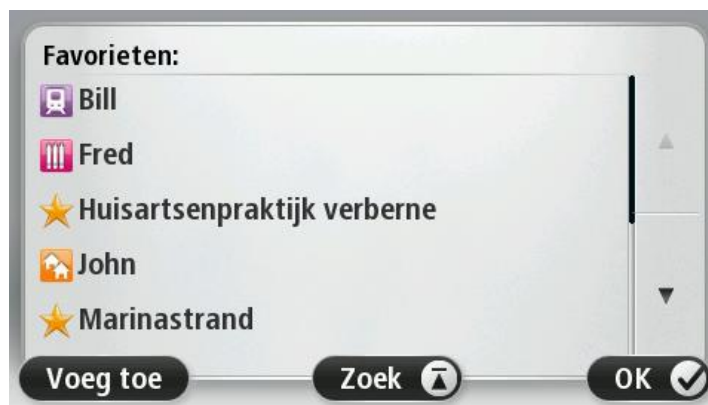 Favorieten:
Bill
Fred
Huisartsenpraktijk verberne
John
Marinastrand
Voeg toe
Zoek
OK